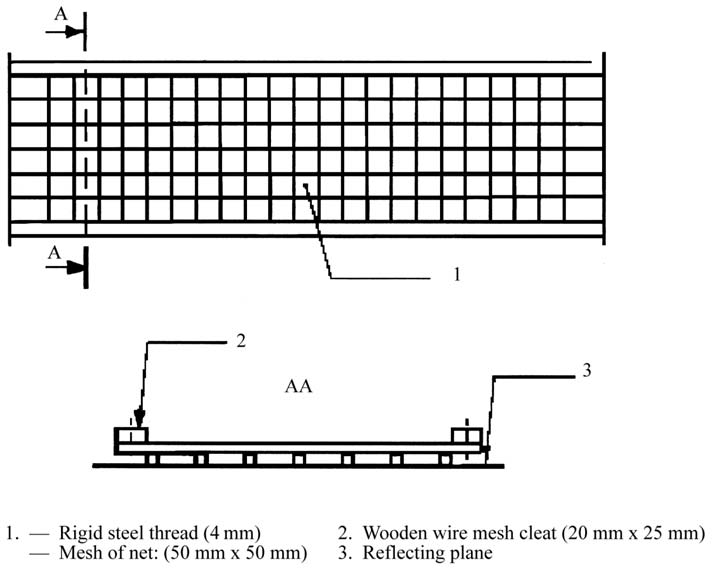 A
A
1
2
AA
3
1. — Rigid steel thread (4 mm)
— Mesh of net: (50 mm x 50 mm)
2. Wooden wire mesh cleat (20 mm x 25 mm)
3. Reflecting plane